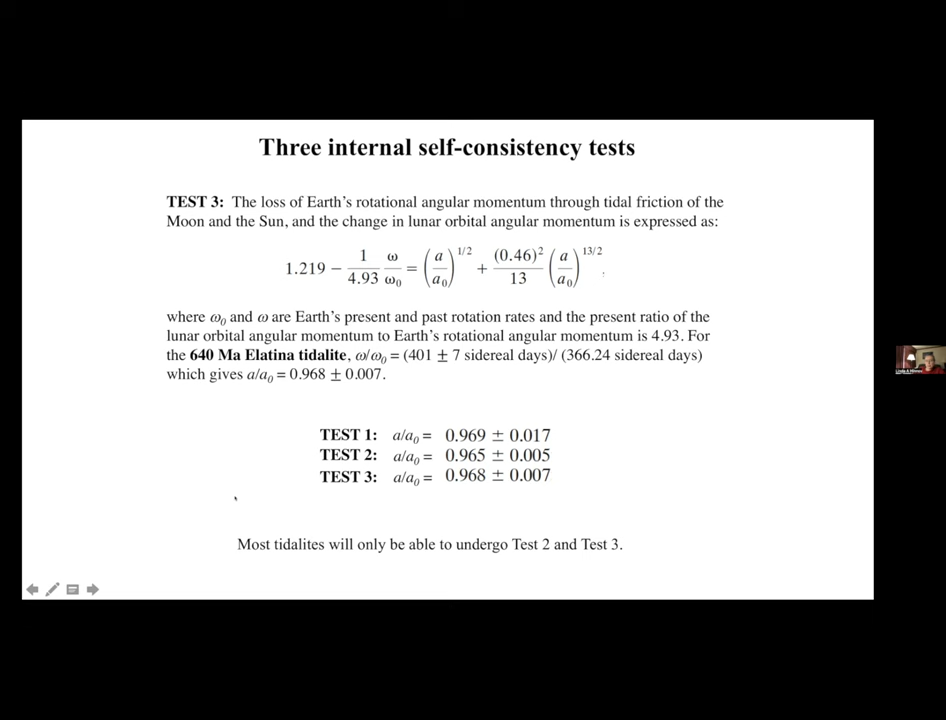 Three internal self-consistency tests
TEST 3: The loss of Earth's rotational angular momentum through tidal friction of the
Moon and the Sun, and the change in lunar orbital angular momentum is expressed as:
1.219 − 1/4.93 ω/ω₀ = (a/a₀)^1/2 + (0.46)²/13 (a/a₀)^13/2.
where ω₀ and ω are Earth's present and past rotation rates and the present ratio of the
lunar orbital angular momentum to Earth's rotational angular momentum is 4.93. For
the 640 Ma Elatina tidalite, ω/ω₀ = (401 ± 7 sidereal days)/ (366.24 sidereal days)
which gives a/a₀ = 0.968 ± 0.007.
TEST 1: a/a₀ = 0.969 ± 0.017
TEST 2: a/a₀ = 0.965 ± 0.005
TEST 3: a/a₀ = 0.968 ± 0.007
Most tidalites will only be able to undergo Test 2 and Test 3.